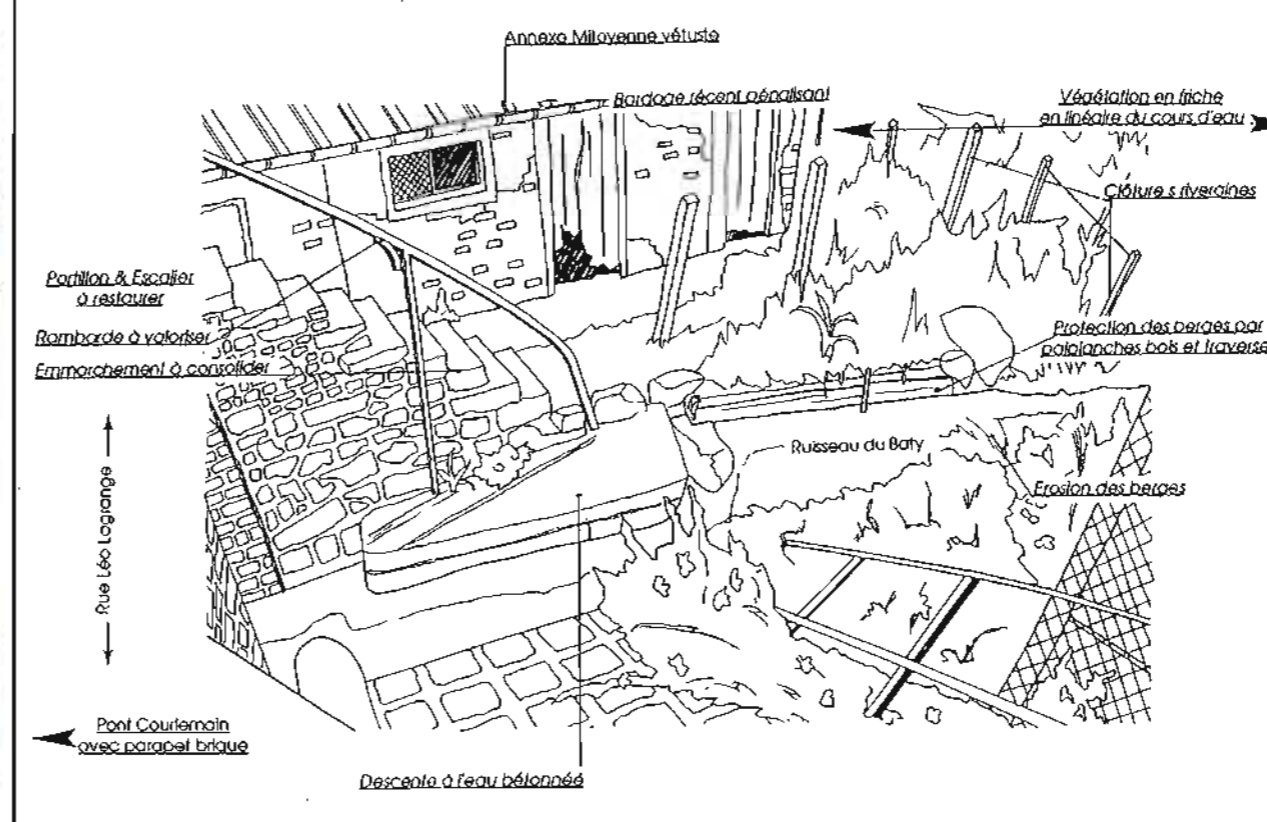 Annexe Mitoyenne vétuste
Bardage récent pénalisant
Végétation en friche
en linéaire du cours d'eau
Clôture s riveraines
Portillon & Escalier
à restaurer
Rambarde à valoriser
Emmarchement à consolider
Protection des berges par
palplanches bois et traverse
Ruisseau du Baty
Erosion des berges
Rue Léo Lagrange
Pont Courtemain
avec parapet brique
Descente à l'eau bétonnéé